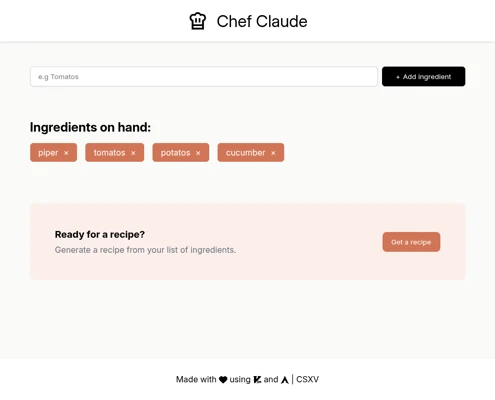 Chef Claude
e.g Tomatos
+ Add ingredient
Ingredients on hand:
piper × tomatos × potatos × cucumber ×
Ready for a recipe?
Generate a recipe from your list of ingredients.
Get a recipe
Made with ♥ using and | CSXV